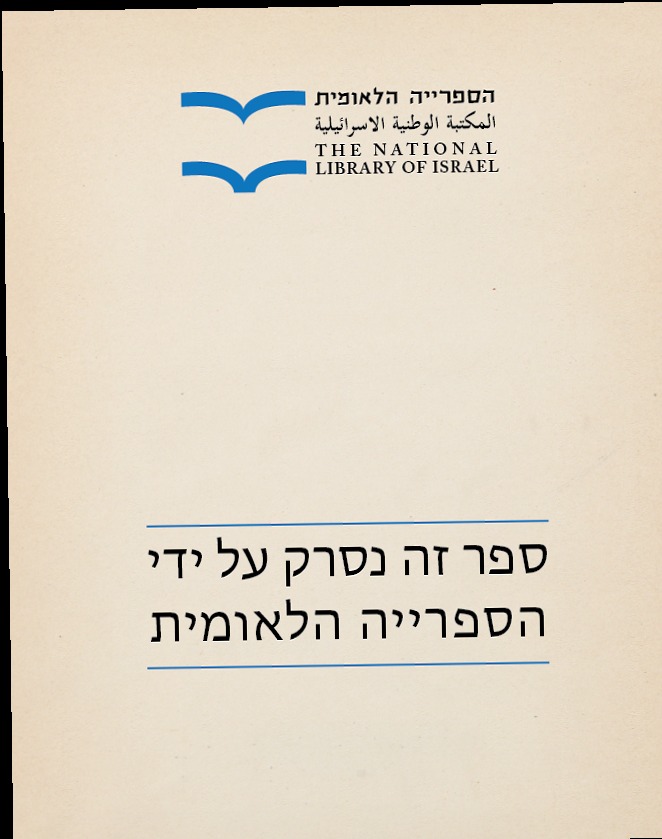 הספרייה הלאומית
المكتبة الوطنية الاسرائيلية
THE NATIONAL
LIBRARY OF ISRAEL
ספר זה נסרק על ידי
הספרייה הלאומית